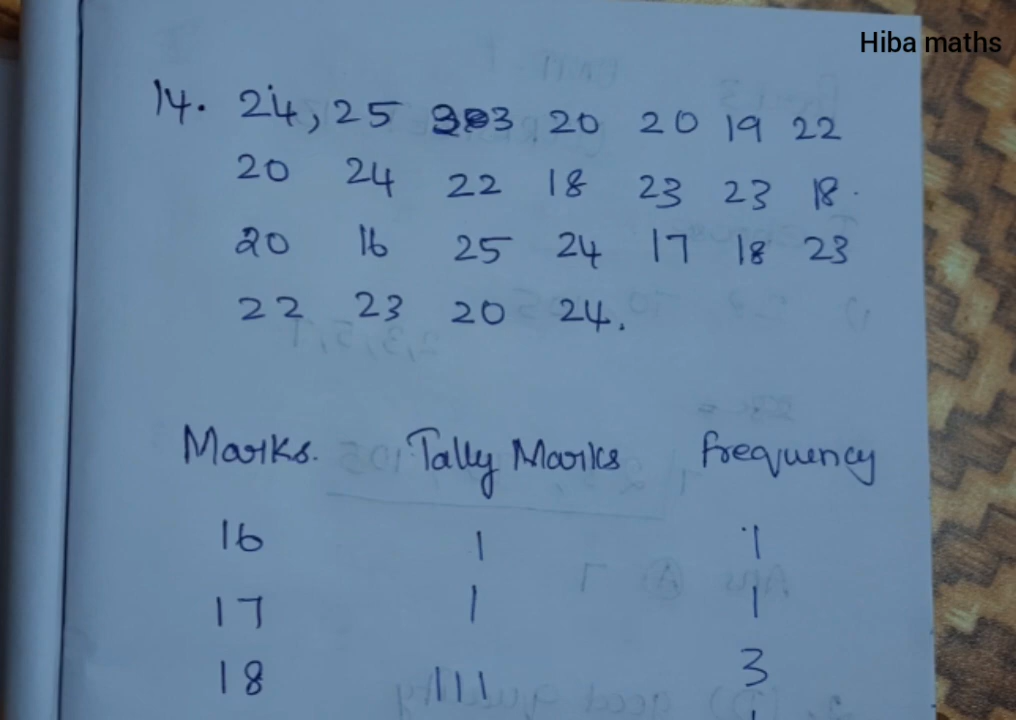 Hiba maths
14. 24, 25 3 20 20 19 22
20 24 22 18 23 23 18.
20 16 25 24 17 18 23
22 23 20 24.
Marks. Tally Marks frequency
16 | 1
17 | 1
18 ||| 3